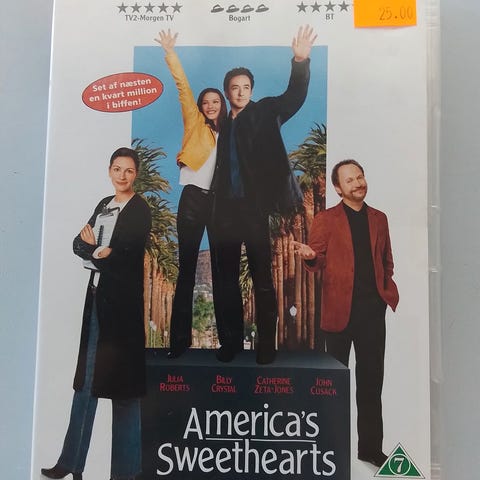 TV2-Morgen TV
Bogart
BT
25.00
Set af næsten
en kvart million
i biffen!
JULIA ROBERTS
BILLY CRYSTAL
CATHERINE ZETA-JONES
JOHN CUSACK
America's
Sweethearts
7